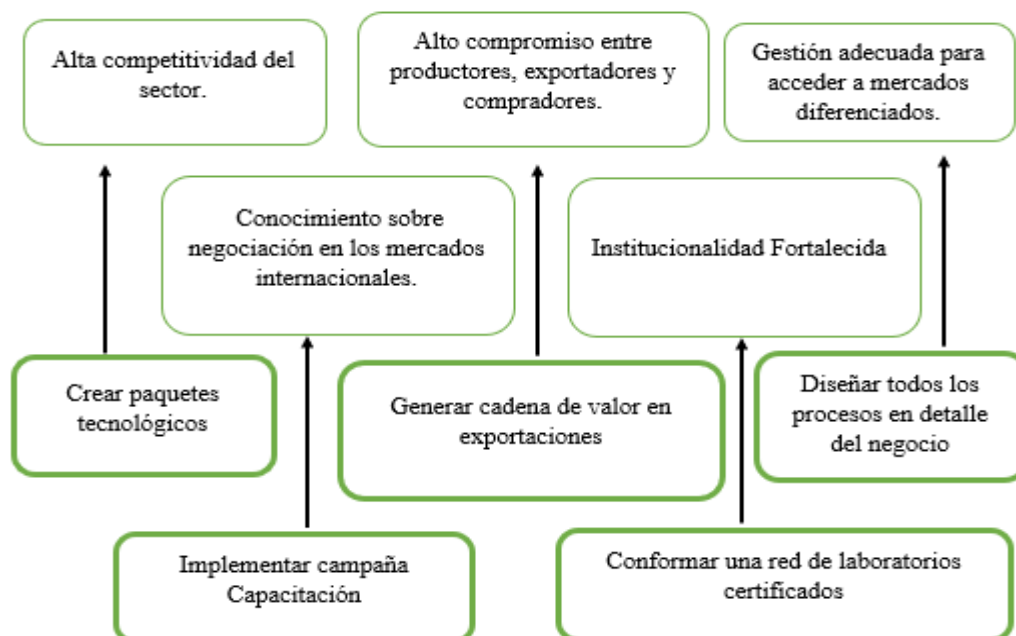 Alta competitividad del
sector.
Alto compromiso entre
productores, exportadores y
compradores.
Gestión adecuada para
acceder a mercados
diferenciados.
Conocimiento sobre
negociación en los mercados
internacionales.
Institucionalidad Fortalecida
Crear paquetes
tecnológicos
Generar cadena de valor en
exportaciones
Diseñar todos los
procesos en detalle
del negocio
Implementar campaña
Capacitación
Conformar una red de laboratorios
certificados